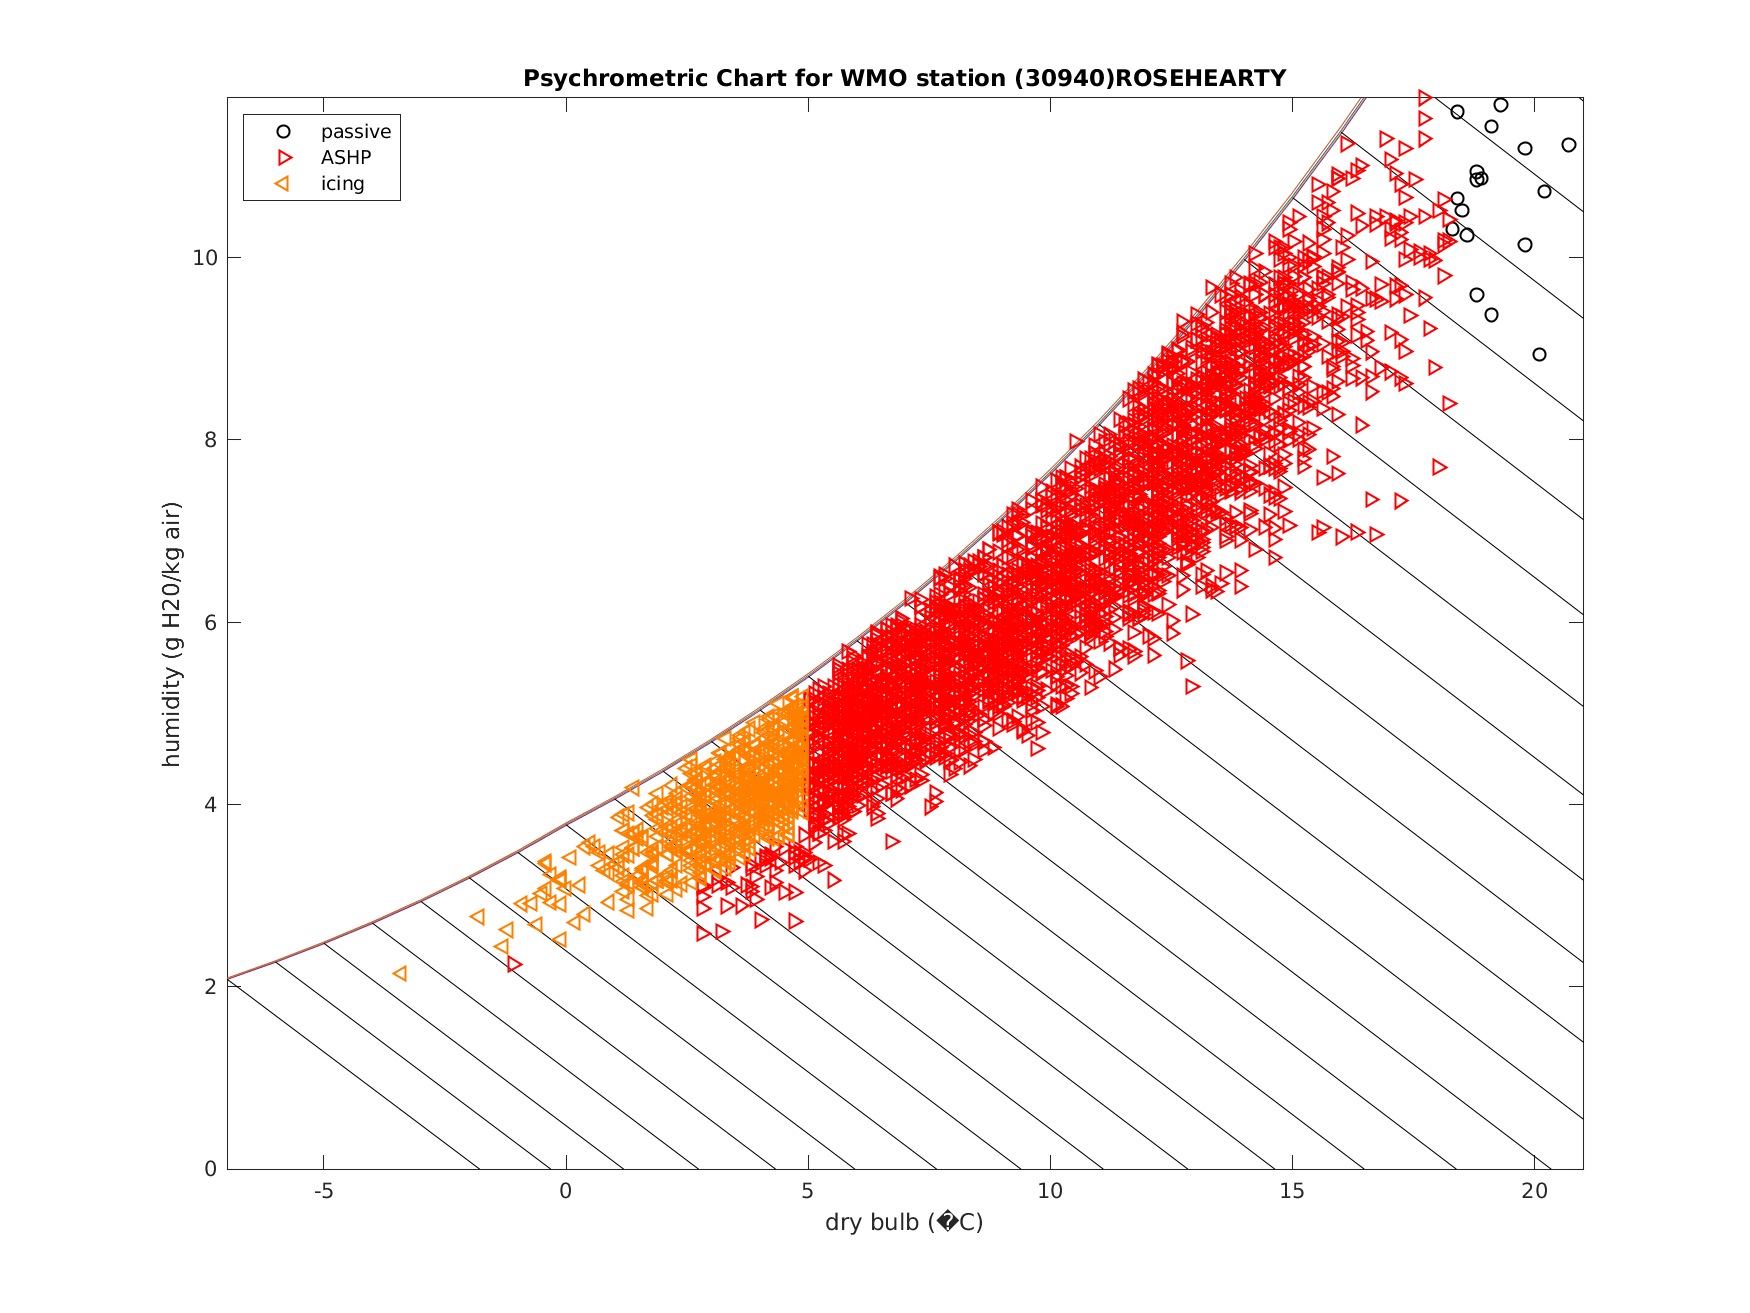 Psychrometric Chart for WMO station (30940)ROSEHEARTY
passive
ASHP
icing
10
8
6
4
2
0
humidity (g H20/kg air)
-5
0
5
10
15
20
dry bulb (�C)